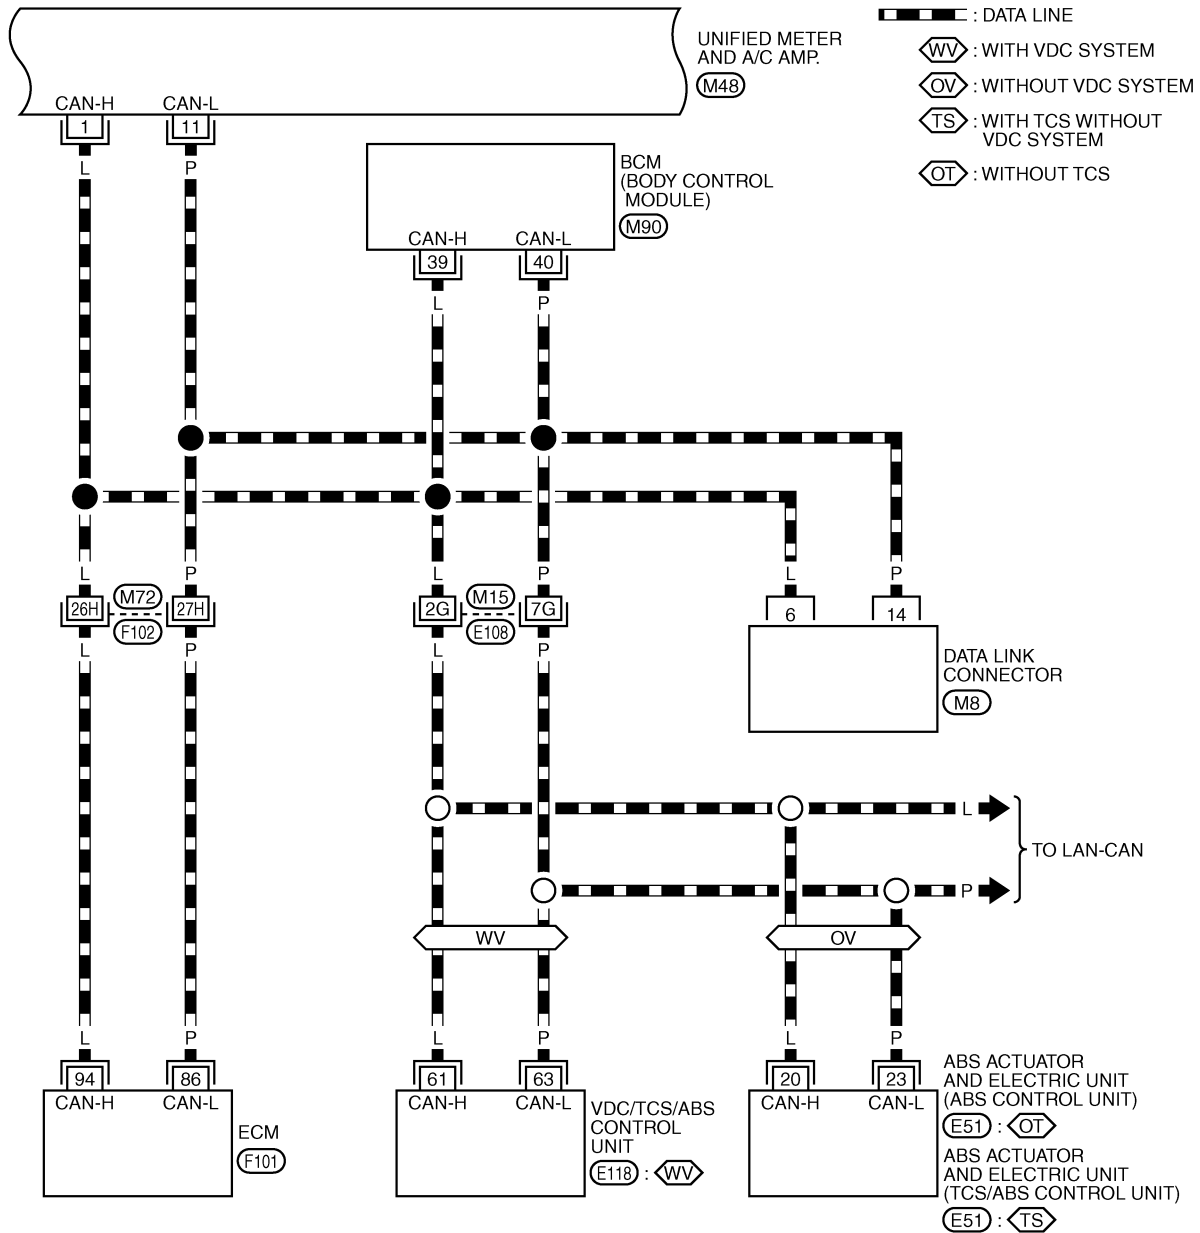 UNIFIED METER
AND A/C AMP.
M48
: DATA LINE
WV : WITH VDC SYSTEM
OV : WITHOUT VDC SYSTEM
TS : WITH TCS WITHOUT
VDC SYSTEM
OT : WITHOUT TCS
CAN-H CAN-L
1 11
L P
BCM
(BODY CONTROL
MODULE)
M90
CAN-H CAN-L
39 40
L P
L P L P L P
26H M72 27H 2G M15 7G
F102 E108
6 14
L P L P
DATA LINK
CONNECTOR
M8
L
TO LAN-CAN
P
WV OV
L P L P L P
94 86 61 63 20 23
CAN-H CAN-L CAN-H CAN-L CAN-H CAN-L
ECM
F101
VDC/TCS/ABS
CONTROL
UNIT
E118 : WV
ABS ACTUATOR
AND ELECTRIC UNIT
(ABS CONTROL UNIT)
E51 : OT
ABS ACTUATOR
AND ELECTRIC UNIT
(TCS/ABS CONTROL UNIT)
E51 : TS